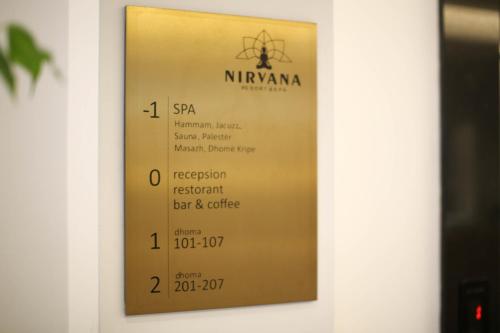 NIRVANA
RESORT & SPA
-1 SPA
Hammam, Jacuzz,
Sauna, Palestër
Masazh, Dhomë Kripe
0 recepsion
restorant
bar & coffee
1 dhoma
101-107
2 dhoma
201-207